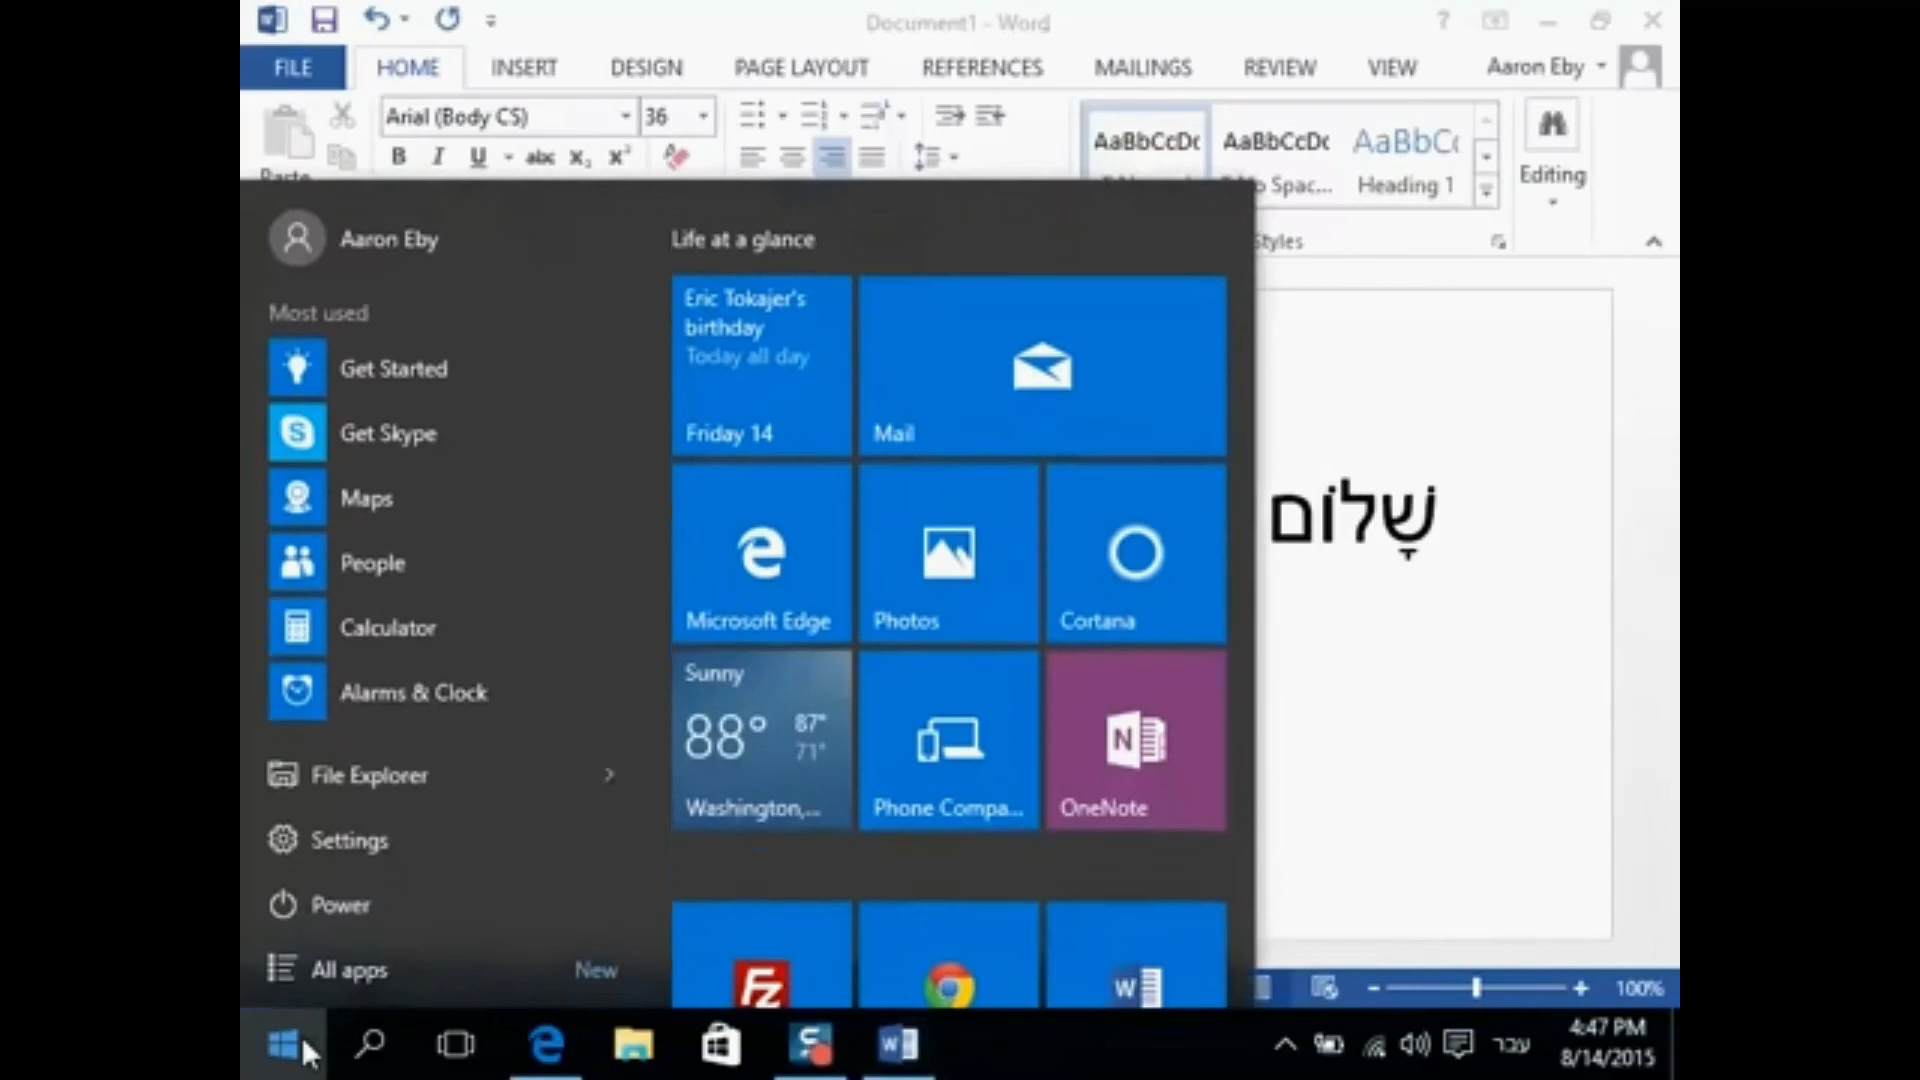 Document1 - Word
FILE HOME INSERT DESIGN PAGE LAYOUT REFERENCES MAILINGS REVIEW VIEW Aaron Eby
Arial (Body CS) 36
B I U abc X₂ X²
AaBbCcDc AaBbCcDc AaBbCc
Spac... Heading 1
Editing
Styles
Aaron Eby
Most used
Get Started
Get Skype
Maps
People
Calculator
Alarms & Clock
File Explorer
Settings
Power
All apps New
Life at a glance
Eric Tokajer's
birthday
Today all day
Friday 14
Mail
Microsoft Edge
Photos
Cortana
Sunny
88° 87°
71°
Washington,...
Phone Compa...
OneNote
שָׁלוֹם
100%
עבר
4:47 PM
8/14/2015